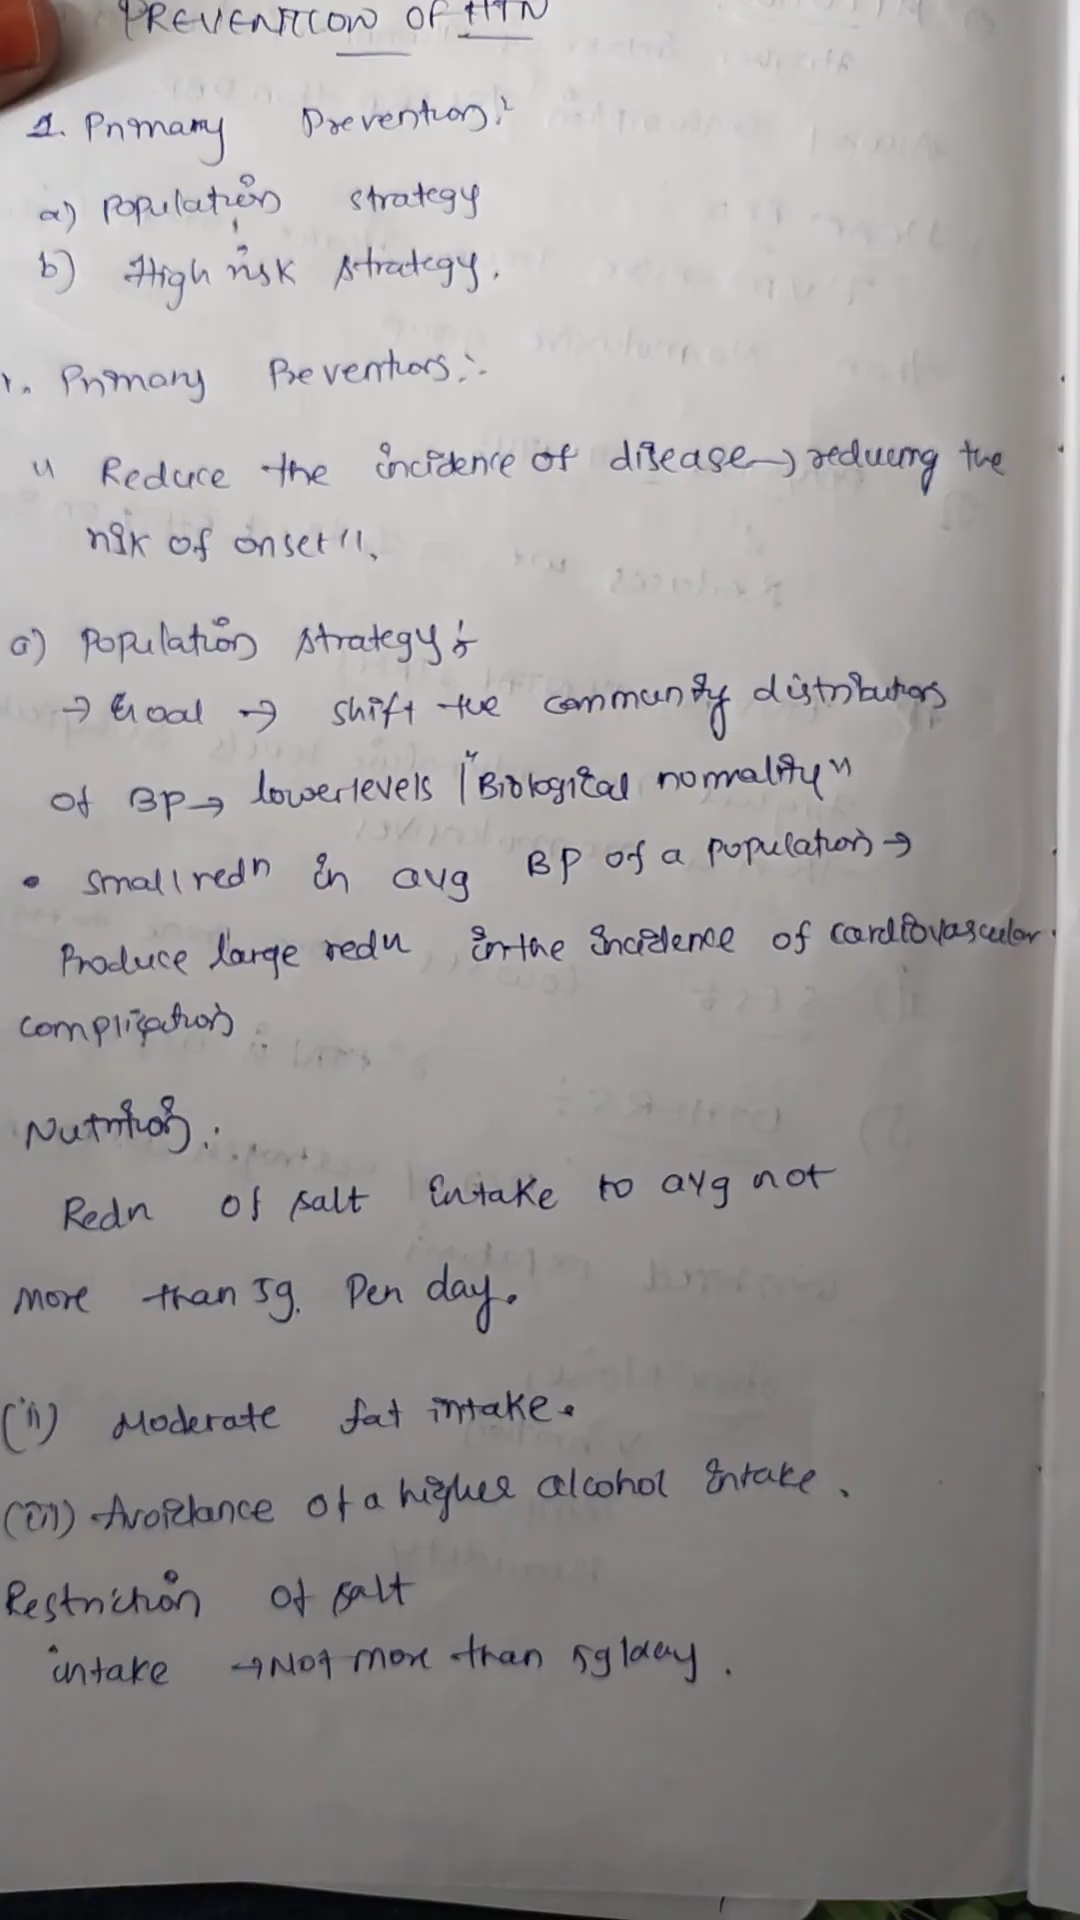 PREVENTION OF HTN
1. Primary Prevention:
a) Population strategy
b) High risk strategy.
1. Primary Prevention:-
" Reduce the incidence of disease → reducing the
risk of onset ".
a) Population strategy:
→ Goal → shift the community distribution
of BP → lower levels / "Biological normality"
• small redn in avg BP of a population →
Produce large redn in the incidence of cardiovascular
complication
Nutrition:
Redn of salt intake to avg not
more than 5g. Per day.
(ii) Moderate fat intake.
(iii) Avoidance of a higher alcohol intake.
Restriction of salt
intake → Not more than 5g/day.